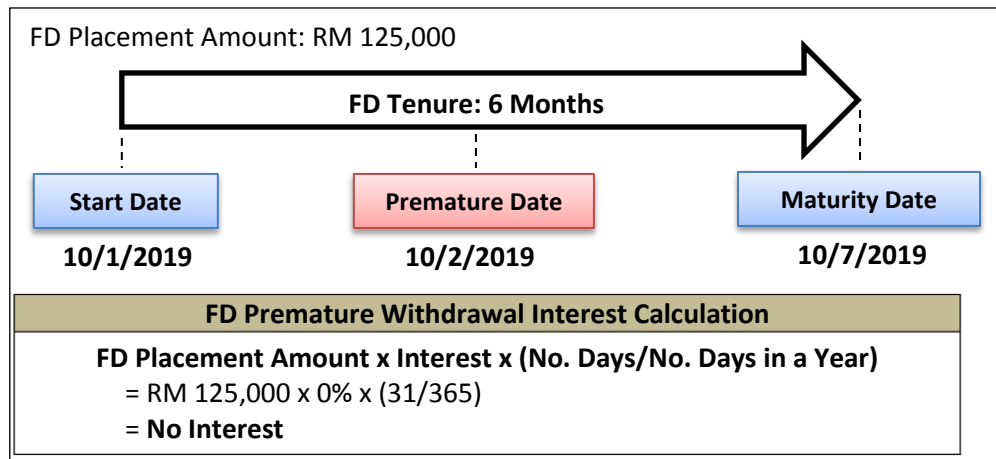 FD Placement Amount: RM 125,000
FD Tenure: 6 Months
Start Date
Premature Date
Maturity Date
10/1/2019
10/2/2019
10/7/2019
FD Premature Withdrawal Interest Calculation
FD Placement Amount x Interest x (No. Days/No. Days in a Year)
= RM 125,000 x 0% x (31/365)
= No Interest